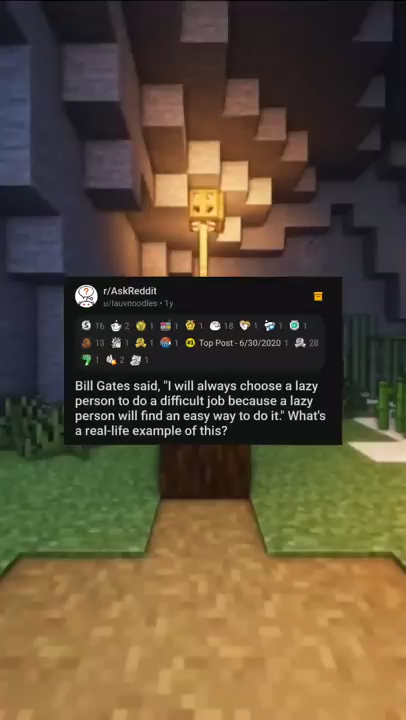 r/AskReddit
u/lauvnoodles • 1y
16 2 1 1 1 18 1 1 1
13 1 1 1 Top Post - 6/30/2020 1 28
1 2 1
Bill Gates said, "I will always choose a lazy
person to do a difficult job because a lazy
person will find an easy way to do it." What's
a real-life example of this?